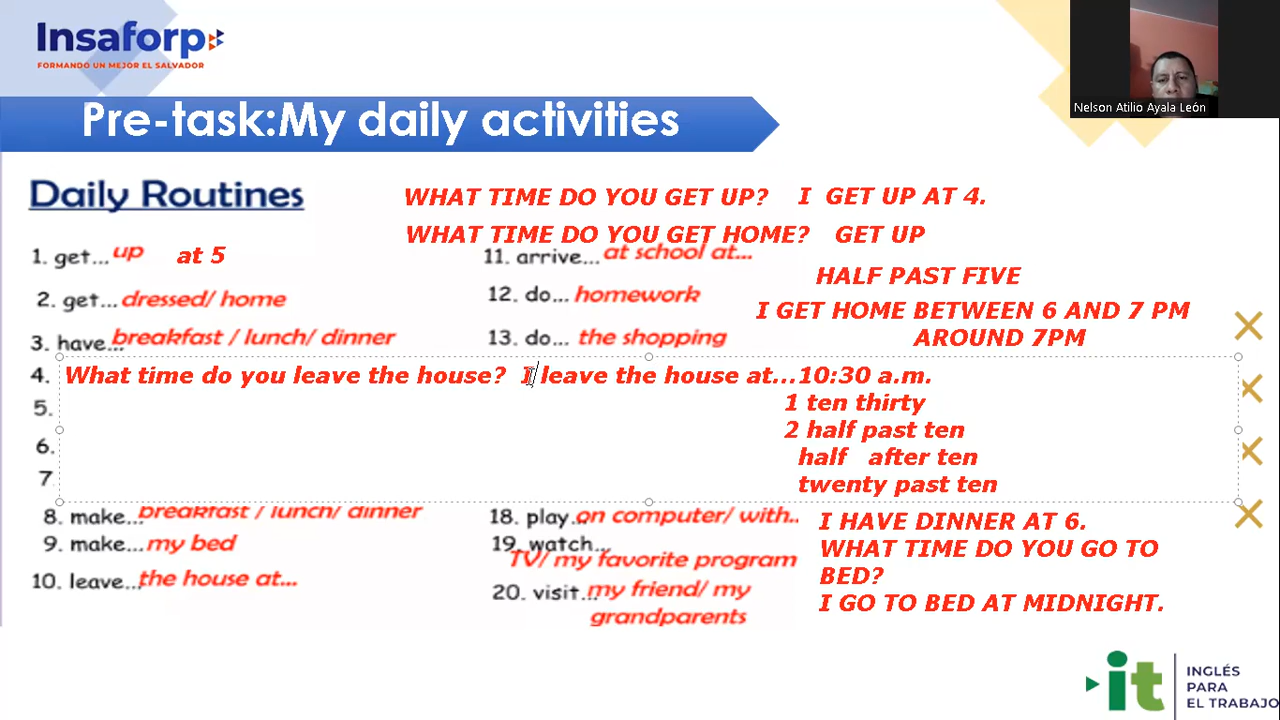 Insaforp
FORMANDO UN MEJOR EL SALVADOR
Nelson Atilio Ayala León
Pre-task:My daily activities
Daily Routines
WHAT TIME DO YOU GET UP? I GET UP AT 4.
WHAT TIME DO YOU GET HOME? GET UP
1. get... up at 5
11. arrive... at school at...
HALF PAST FIVE
2. get... dressed/ home
12. do... homework
I GET HOME BETWEEN 6 AND 7 PM
AROUND 7PM
3. have... breakfast / lunch/ dinner
13. do... the shopping
4. What time do you leave the house? I leave the house at...10:30 a.m.
5.
1 ten thirty
2 half past ten
6.
half after ten
7
twenty past ten
8. make... breakfast / lunch/ dinner
18. play... on computer/ with..
9. make... my bed
19. watch...
TV/ my favorite program
10. leave... the house at...
20. visit... my friend/ my
grandparents
I HAVE DINNER AT 6.
WHAT TIME DO YOU GO TO
BED?
I GO TO BED AT MIDNIGHT.
it
INGLÉS
PARA
EL TRABAJO